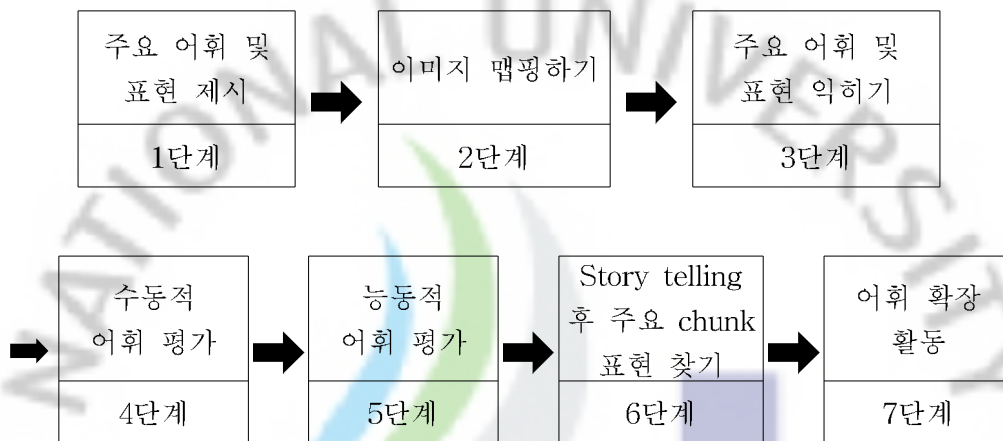 주요 어휘 및
표현 제시
1단계
이미지 맵핑하기
2단계
주요 어휘 및
표현 익히기
3단계
수동적
어휘 평가
4단계
능동적
어휘 평가
5단계
Story telling
후 주요 chunk
표현 찾기
6단계
어휘 확장
활동
7단계
NATIONAL UNIVERSITY